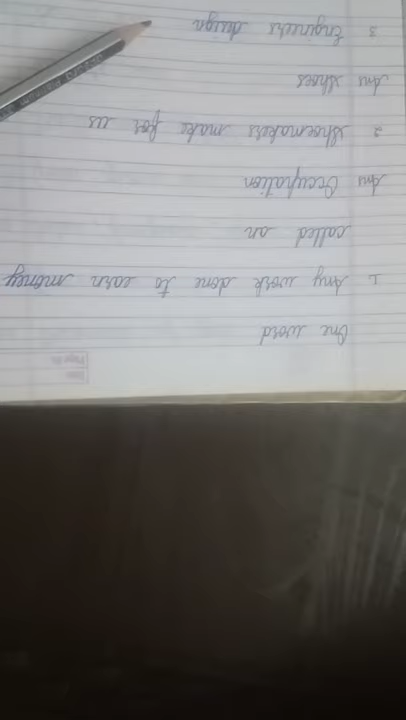 One word
1 Any work done to earn money
called an
Ans Occupation
2 Shoemakers make for us
Ans Shoes
3 Engineers design